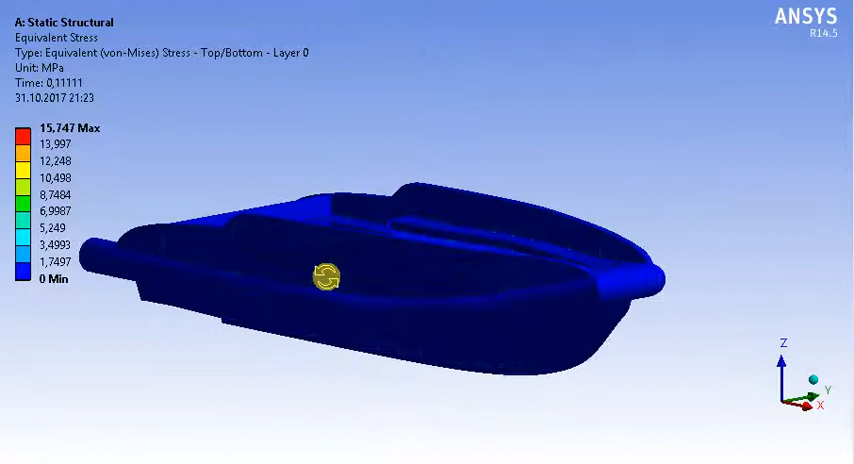 A: Static Structural
Equivalent Stress
Type: Equivalent (von-Mises) Stress - Top/Bottom - Layer 0
Unit: MPa
Time: 0,11111
31.10.2017 21:23
ANSYS
R14.5
15,747 Max
13,997
12,248
10,498
8,7484
6,9987
5,249
3,4993
1,7497
0 Min
Z
Y
X